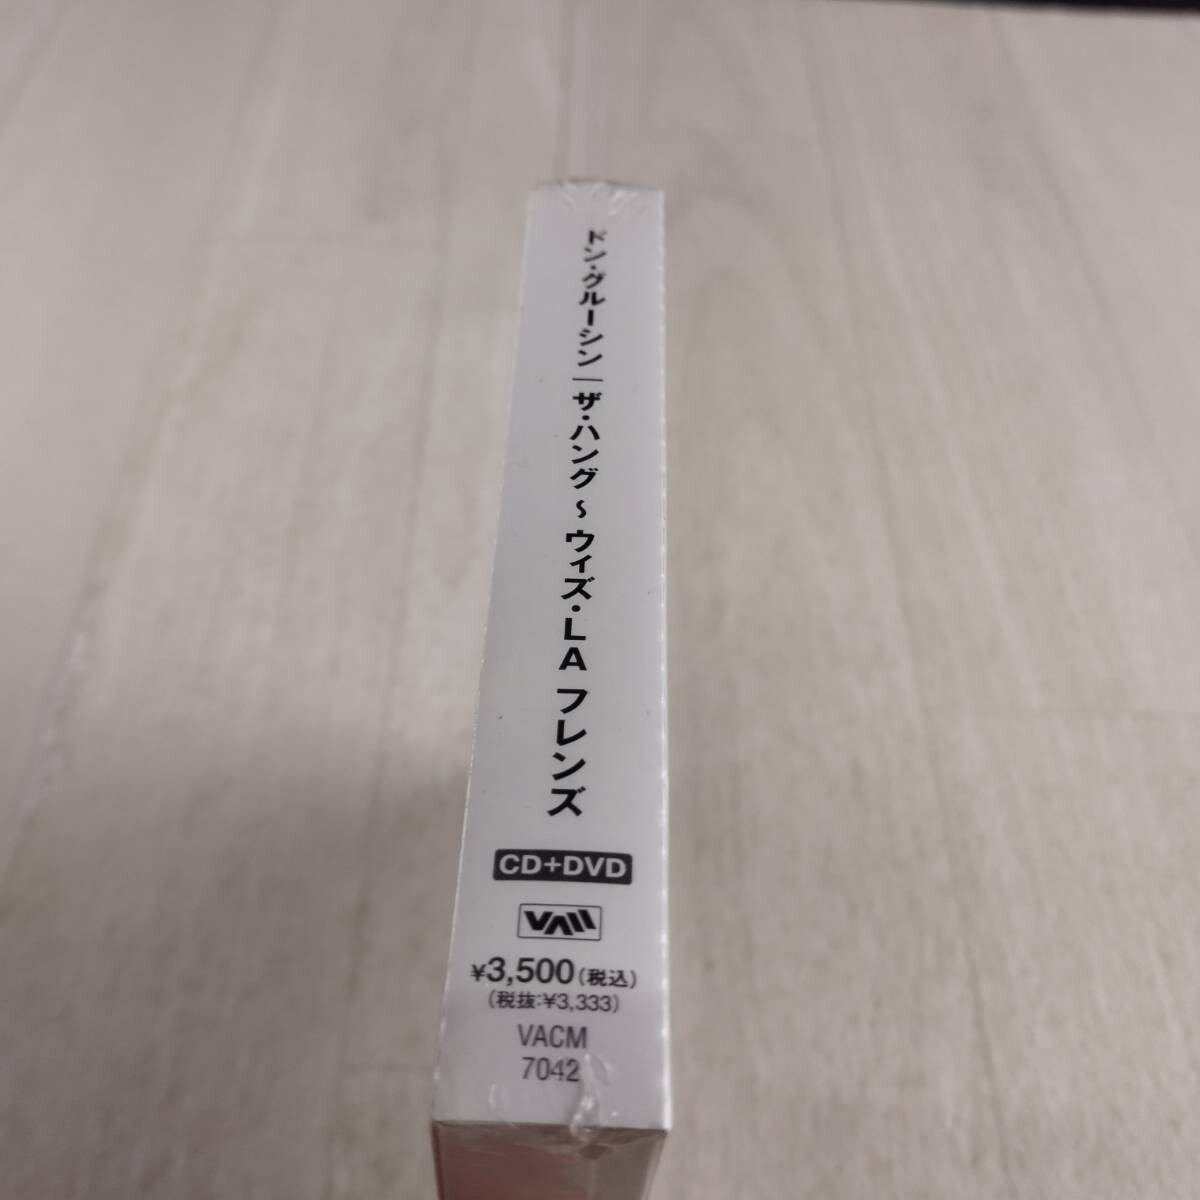 ドン・グルーシン｜ザ・ハング～ウィズ・LA フレンズ
CD+DVD
VAW
¥3,500(税込)
(税抜:¥3,333)
VACM
7042